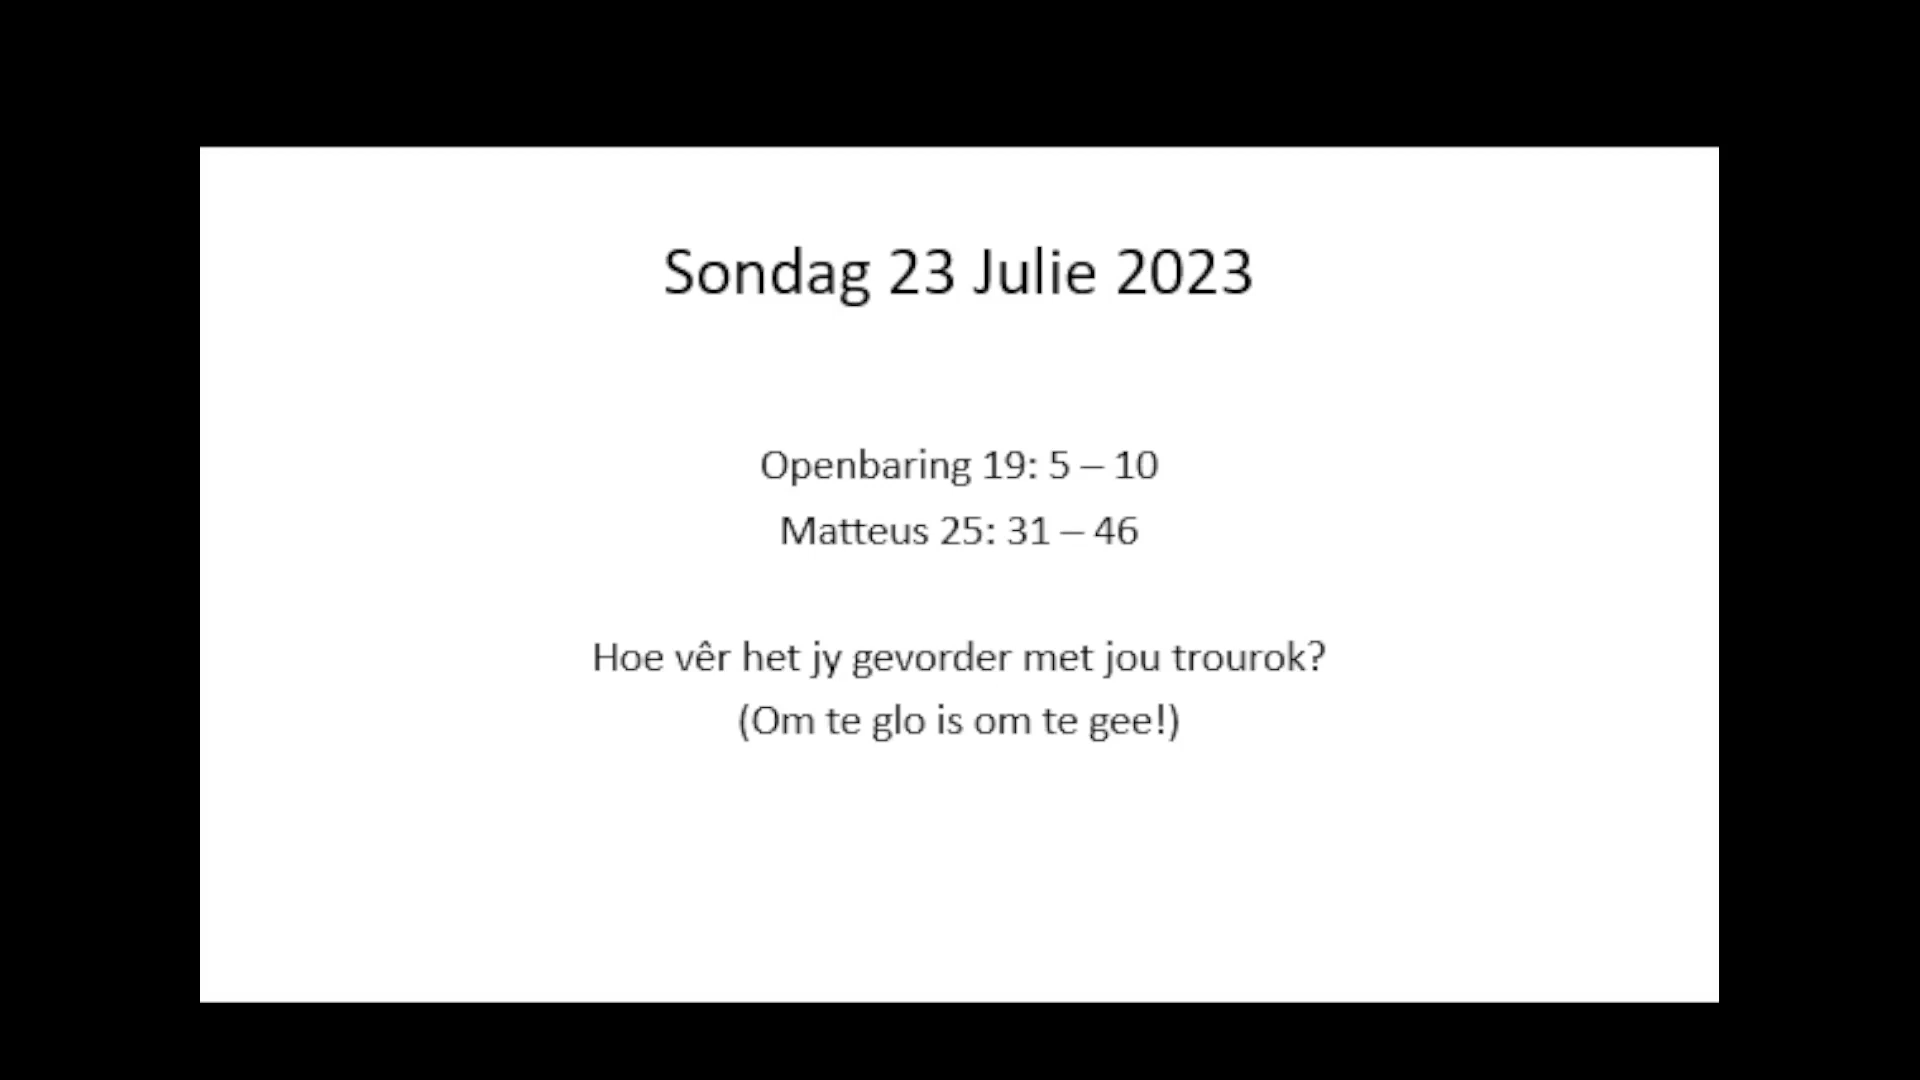 Sondag 23 Julie 2023
Openbaring 19: 5 – 10
Matteus 25: 31 – 46
Hoe vêr het jy gevorder met jou trourok?
(Om te glo is om te gee!)